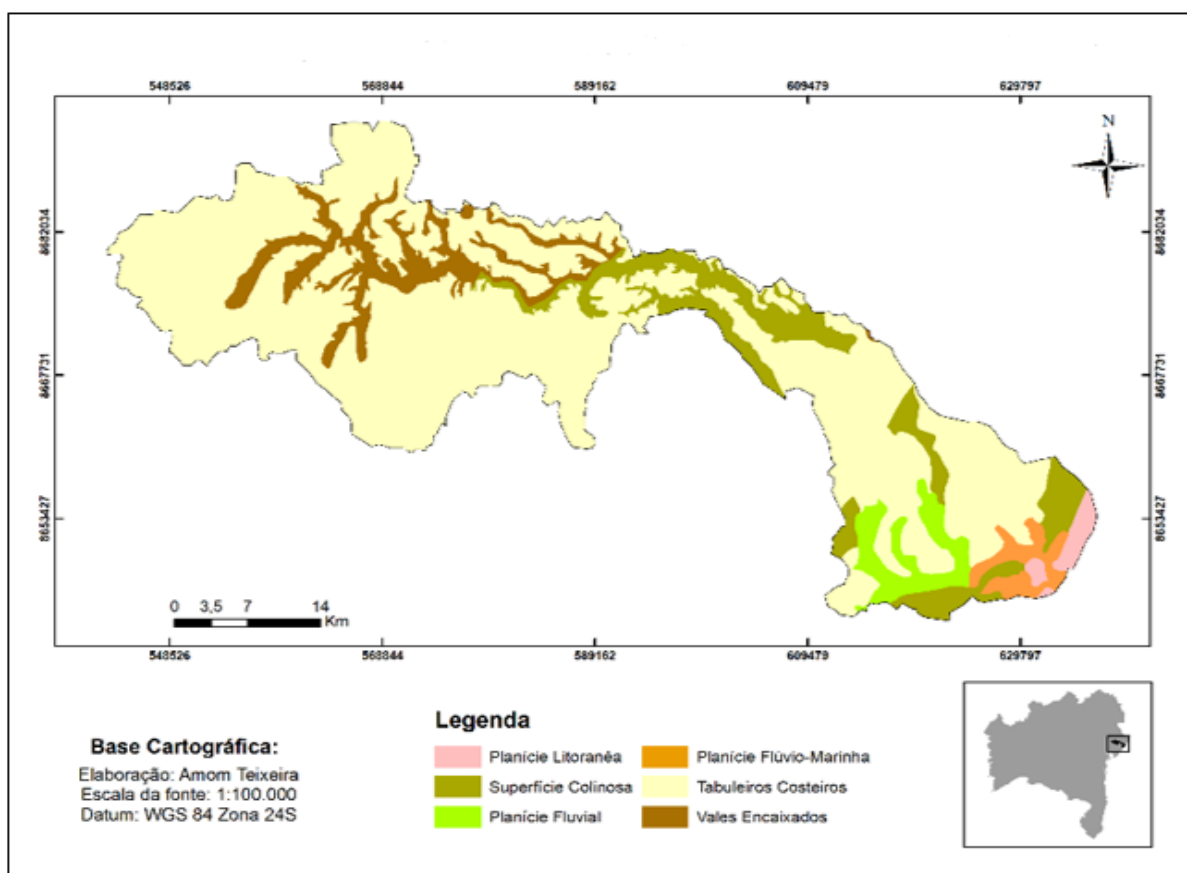 548526 568844 589162 609479 629797
N
8682034 8682034
8667731 8667731
8653427 8653427
0 3,5 7 14
Km
548526 568844 589162 609479 629797
Base Cartográfica:
Elaboração: Amom Teixeira
Escala da fonte: 1:100.000
Datum: WGS 84 Zona 24S
Legenda
Planície Litoranêa
Planície Flúvio-Marinha
Superfície Colinosa
Tabuleiros Costeiros
Planície Fluvial
Vales Encaixados